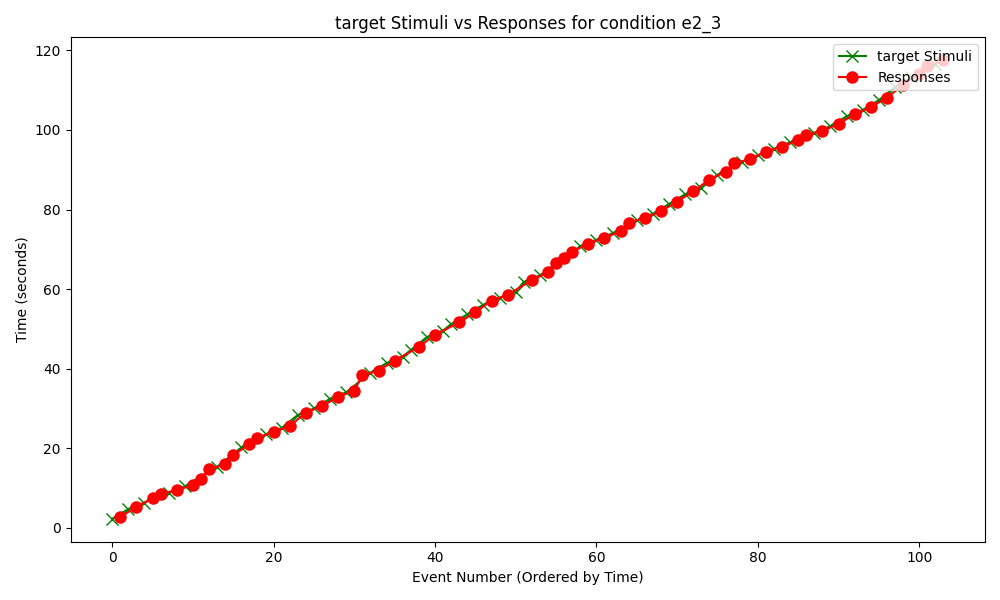 target Stimuli vs Responses for condition e2_3
target Stimuli
Responses
Time (seconds)
120
100
80
60
40
20
0
0 20 40 60 80 100
Event Number (Ordered by Time)